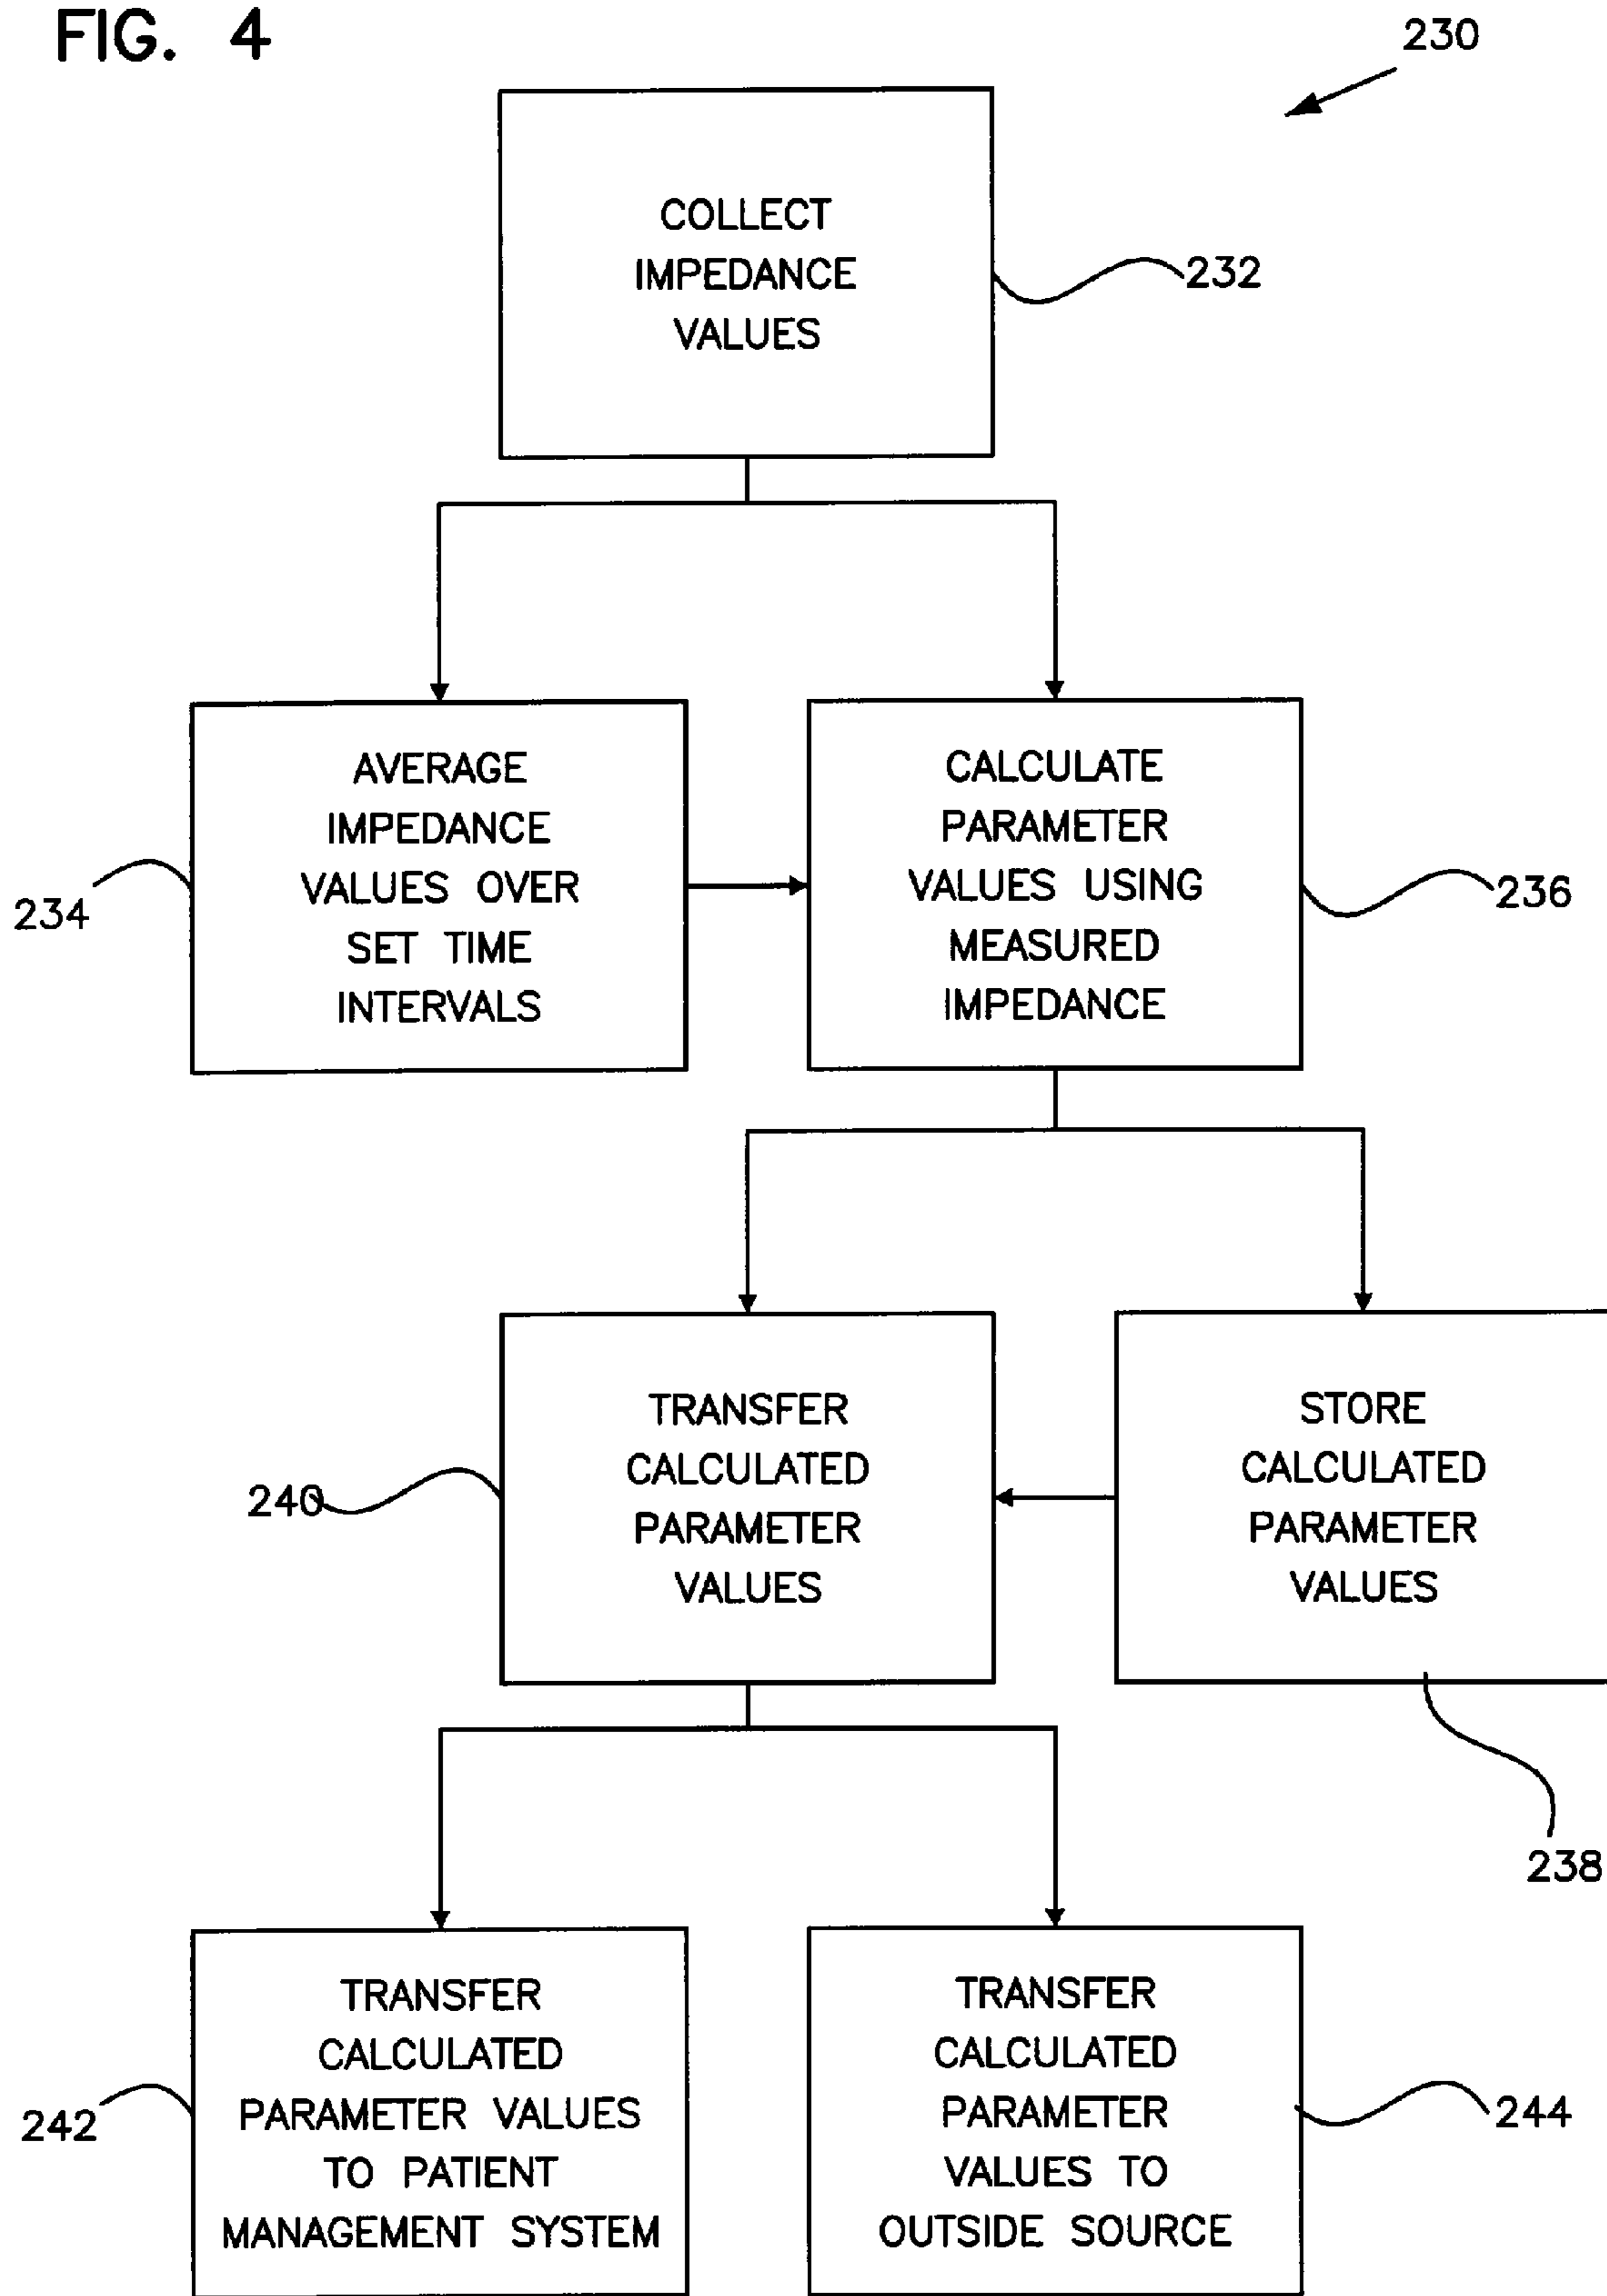 FIG. 4
230
COLLECT
IMPEDANCE
VALUES
232
AVERAGE
IMPEDANCE
VALUES OVER
SET TIME
INTERVALS
234
CALCULATE
PARAMETER
VALUES USING
MEASURED
IMPEDANCE
236
TRANSFER
CALCULATED
PARAMETER
VALUES
240
STORE
CALCULATED
PARAMETER
VALUES
238
TRANSFER
CALCULATED
PARAMETER VALUES
TO PATIENT
MANAGEMENT SYSTEM
242
TRANSFER
CALCULATED
PARAMETER
VALUES TO
OUTSIDE SOURCE
244